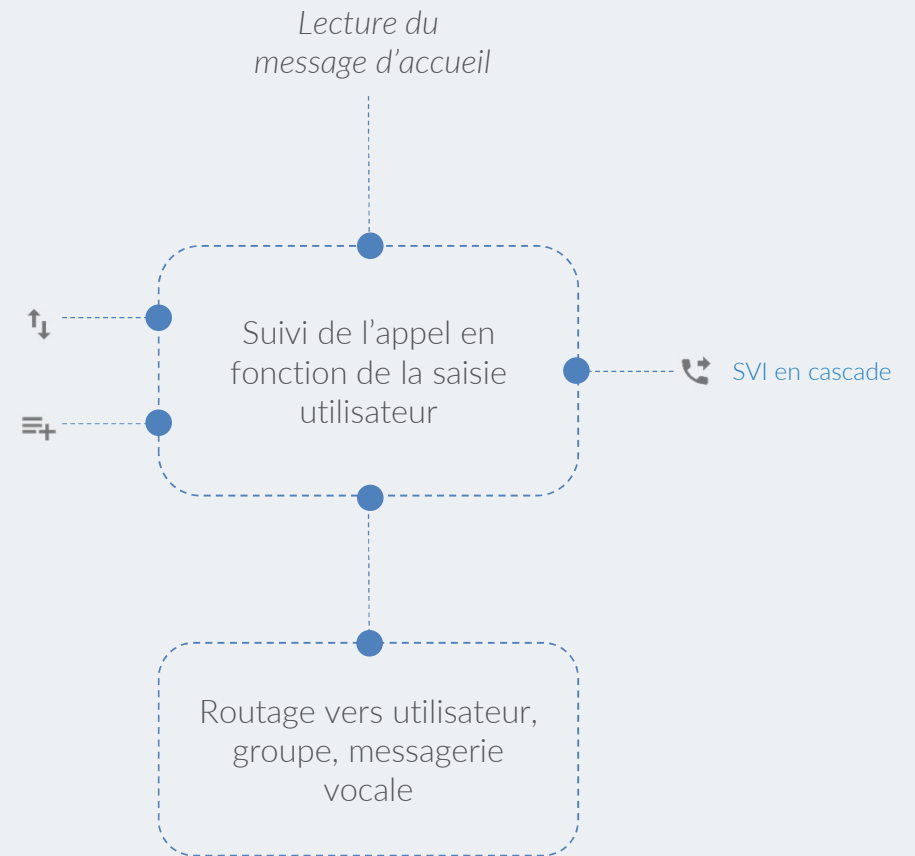 Lecture du
message d’accueil
Suivi de l’appel en
fonction de la saisie
utilisateur
SVI en cascade
Routage vers utilisateur,
groupe, messagerie
vocale